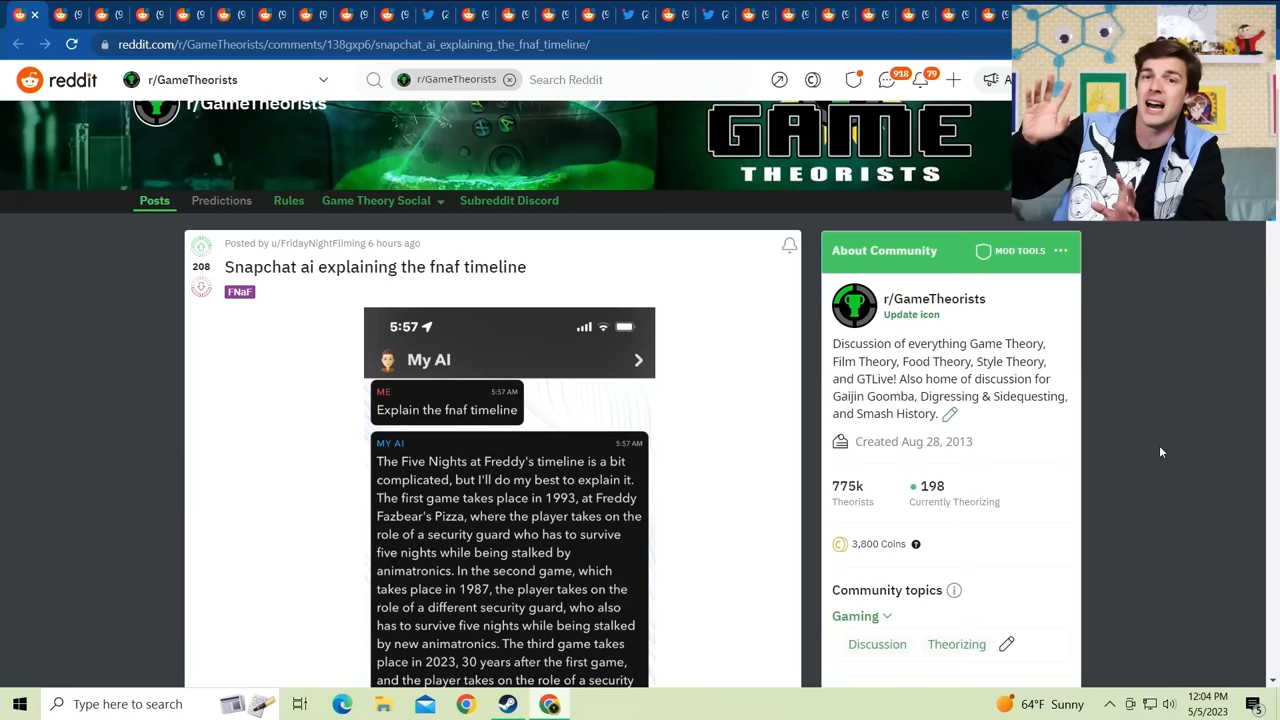 reddit.com/r/GameTheorists/comments/138gxp6/snapchat_ai_explaining_the_fnaf_timeline/
reddit
r/GameTheorists
r/GameTheorists
Search Reddit
918
79
A
r/GameTheorists
GAME
THEORISTS
Posts
Predictions
Rules
Game Theory Social
Subreddit Discord
Posted by u/FridayNightFliming 6 hours ago
208
Snapchat ai explaining the fnaf timeline
FNaF
5:57
My AI
ME
5:57 AM
Explain the fnaf timeline
MY AI
5:57 AM
The Five Nights at Freddy's timeline is a bit
complicated, but I'll do my best to explain it.
The first game takes place in 1993, at Freddy
Fazbear's Pizza, where the player takes on the
role of a security guard who has to survive
five nights while being stalked by
animatronics. In the second game, which
takes place in 1987, the player takes on the
role of a different security guard, who also
has to survive five nights while being stalked
by new animatronics. The third game takes
place in 2023, 30 years after the first game,
and the player takes on the role of a security
About Community
MOD TOOLS
r/GameTheorists
Update icon
Discussion of everything Game Theory,
Film Theory, Food Theory, Style Theory,
and GTLive! Also home of discussion for
Gaijin Goomba, Digressing & Sidequesting,
and Smash History.
Created Aug 28, 2013
775k
Theorists
198
Currently Theorizing
3,800 Coins
Community topics
Gaming
Discussion
Theorizing
Type here to search
64°F Sunny
12:04 PM
5/5/2023
5